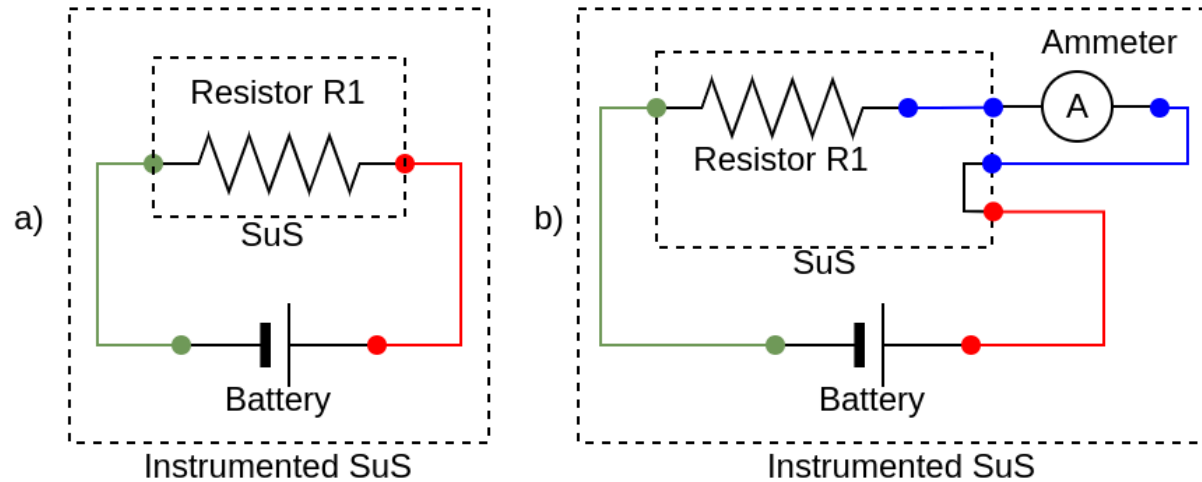 a)
Resistor R1
SuS
Battery
Instrumented SuS
b)
Ammeter
A
Resistor R1
SuS
Battery
Instrumented SuS